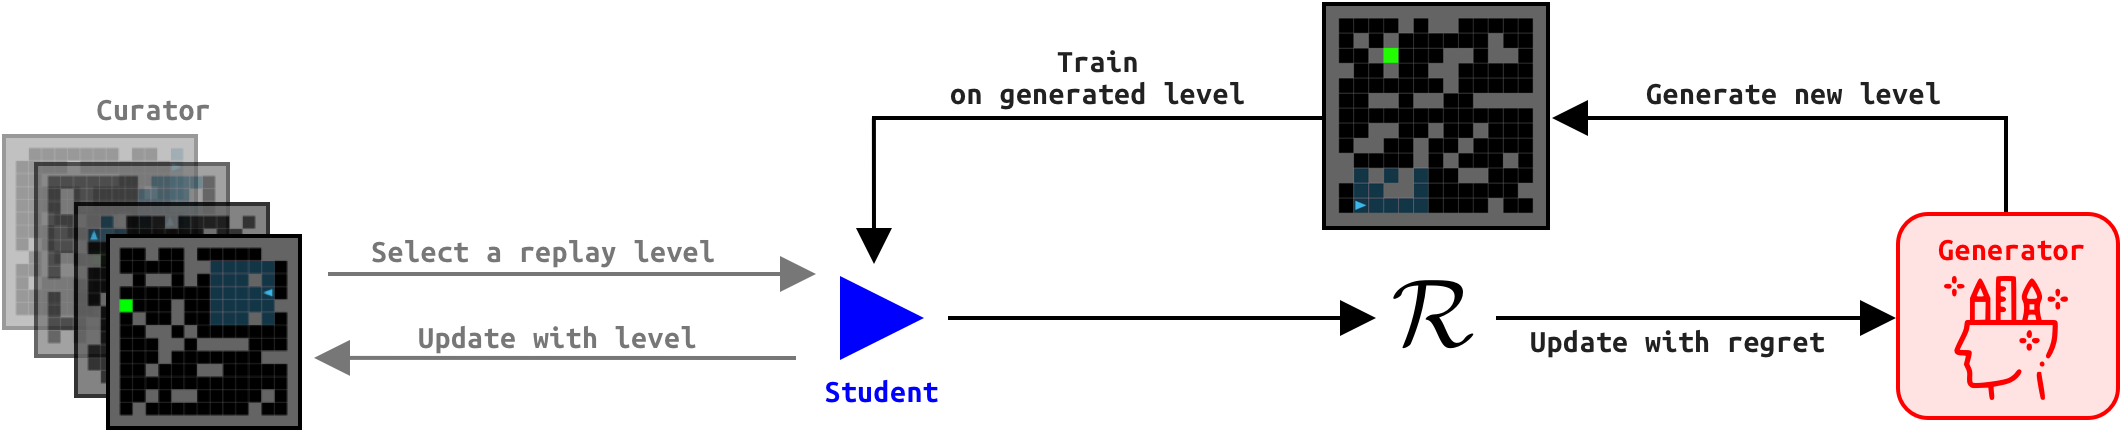 Curator
Select a replay level
Update with level
Student
Train
on generated level
Generate new level
Generator
ℛ
Update with regret